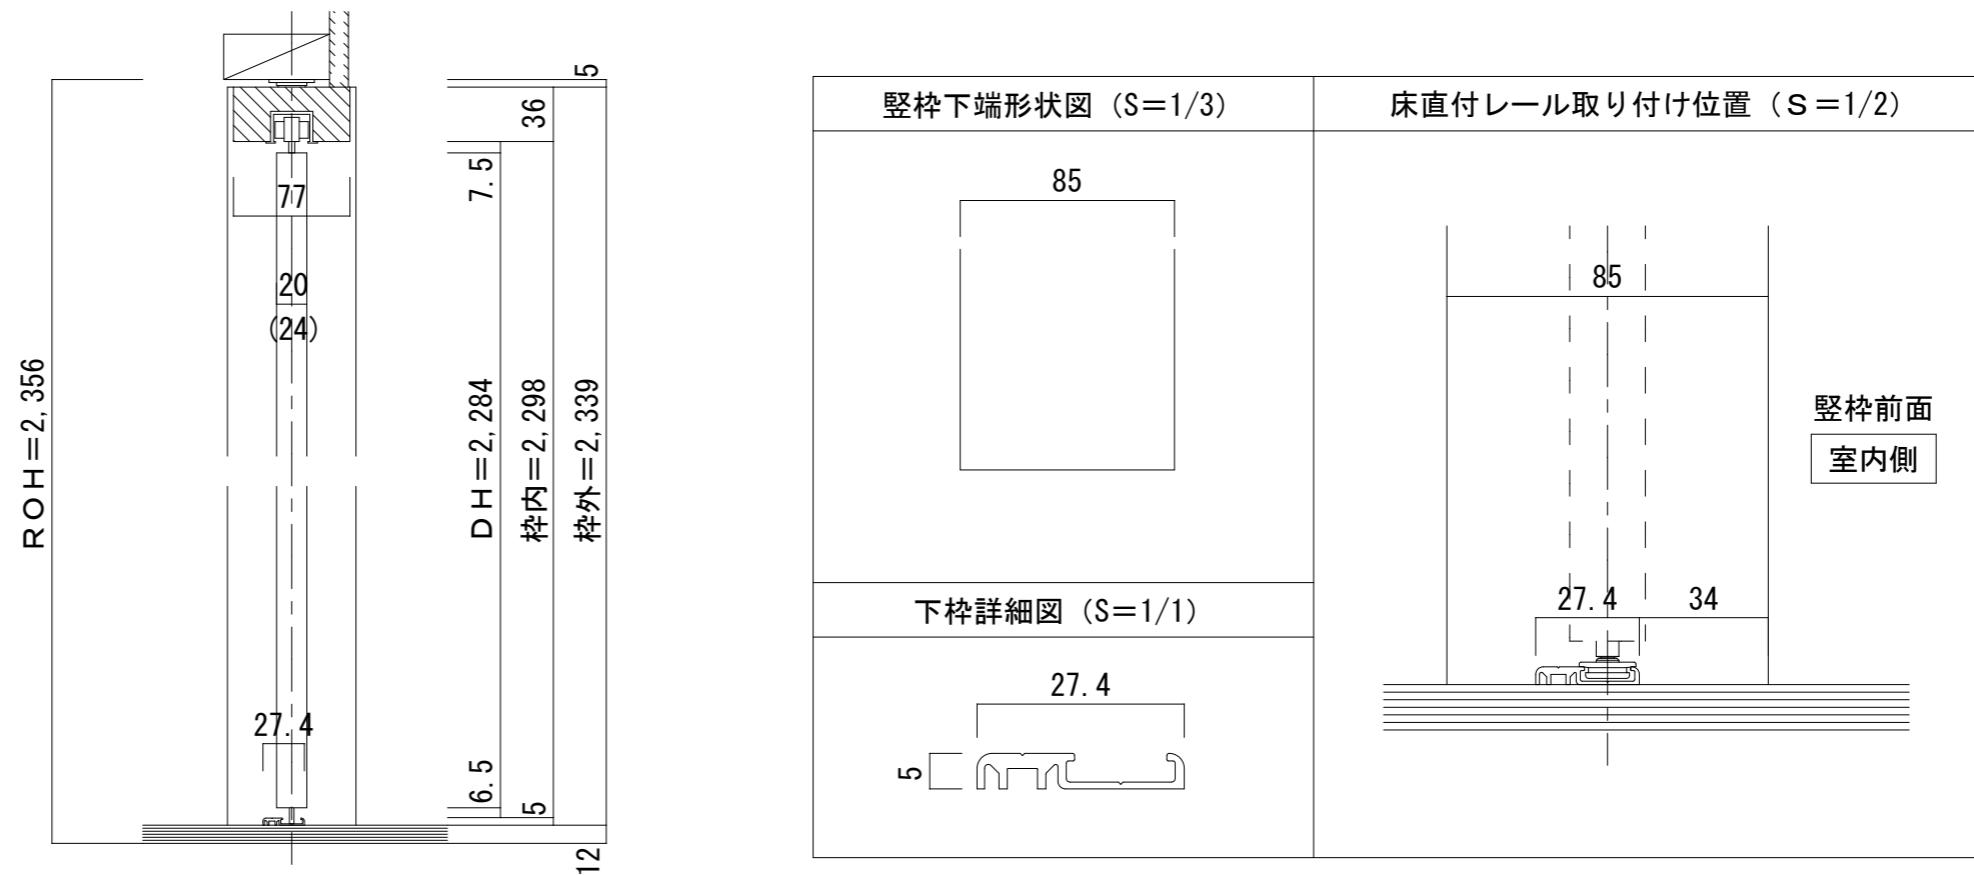 5
36
7.5
77
20
(24)
ROH=2,356
DH=2,284
枠内=2,298
枠外=2,339
27.4
6.5
5
12
竪枠下端形状図（S=1/3）
85
下枠詳細図（S=1/1）
27.4
5
床直付レール取り付け位置（S=1/2）
85
27.4
34
竪枠前面
室内側